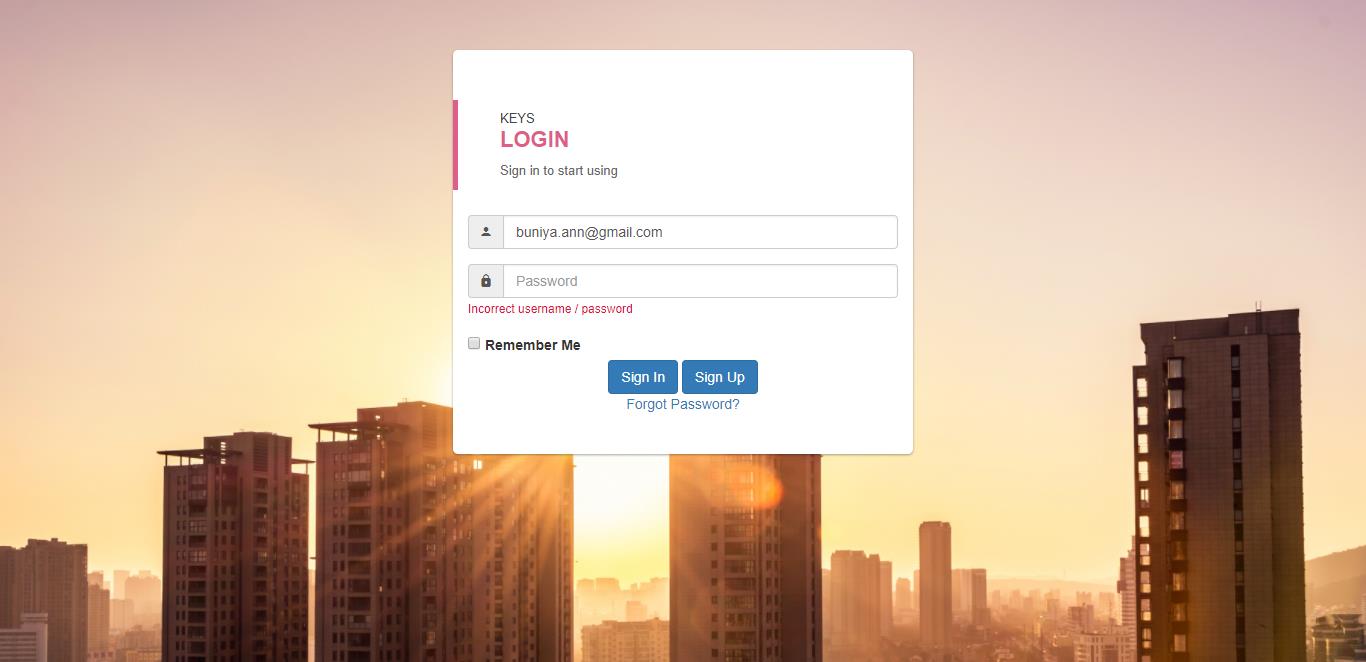 KEYS
LOGIN
Sign in to start using
buniya.ann@gmail.com
Password
Incorrect username / password
Remember Me
Sign In Sign Up
Forgot Password?